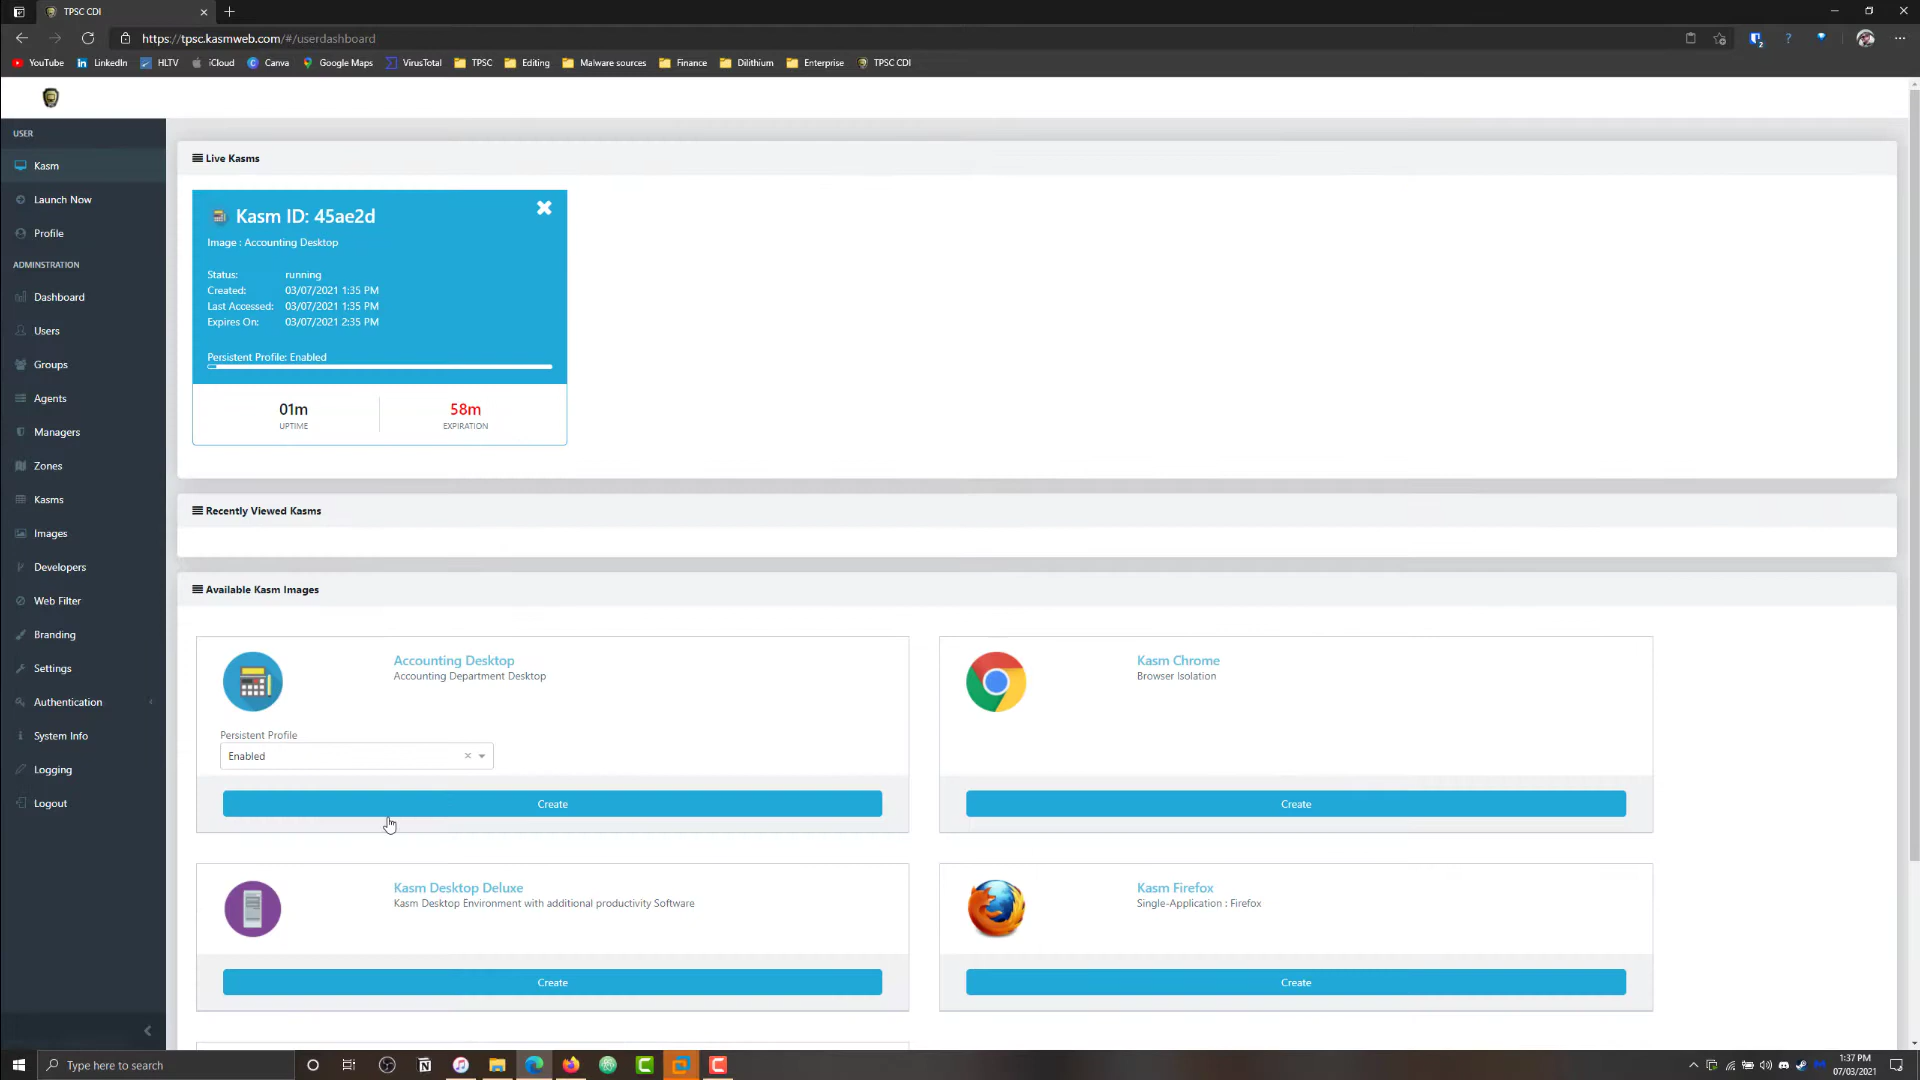 TPSC CDI
https://tpsc.kasmweb.com/#/userdashboard
YouTube LinkedIn HLTV iCloud Canva Google Maps VirusTotal TPSC Editing Malware sources Finance Dilithium Enterprise TPSC CDI
USER
Kasm
Launch Now
Profile
ADMINSTRATION
Dashboard
Users
Groups
Agents
Managers
Zones
Kasms
Images
Developers
Web Filter
Branding
Settings
Authentication
System Info
Logging
Logout
Live Kasms
Kasm ID: 45ae2d
Image : Accounting Desktop
Status: running
Created: 03/07/2021 1:35 PM
Last Accessed: 03/07/2021 1:35 PM
Expires On: 03/07/2021 2:35 PM
Persistent Profile: Enabled
01m 58m
UPTIME EXPIRATION
Recently Viewed Kasms
Available Kasm Images
Accounting Desktop
Accounting Department Desktop
Persistent Profile
Enabled
Create
Kasm Chrome
Browser Isolation
Create
Kasm Desktop Deluxe
Kasm Desktop Environment with additional productivity Software
Create
Kasm Firefox
Single-Application : Firefox
Create
Type here to search
1:37 PM
07/03/2021